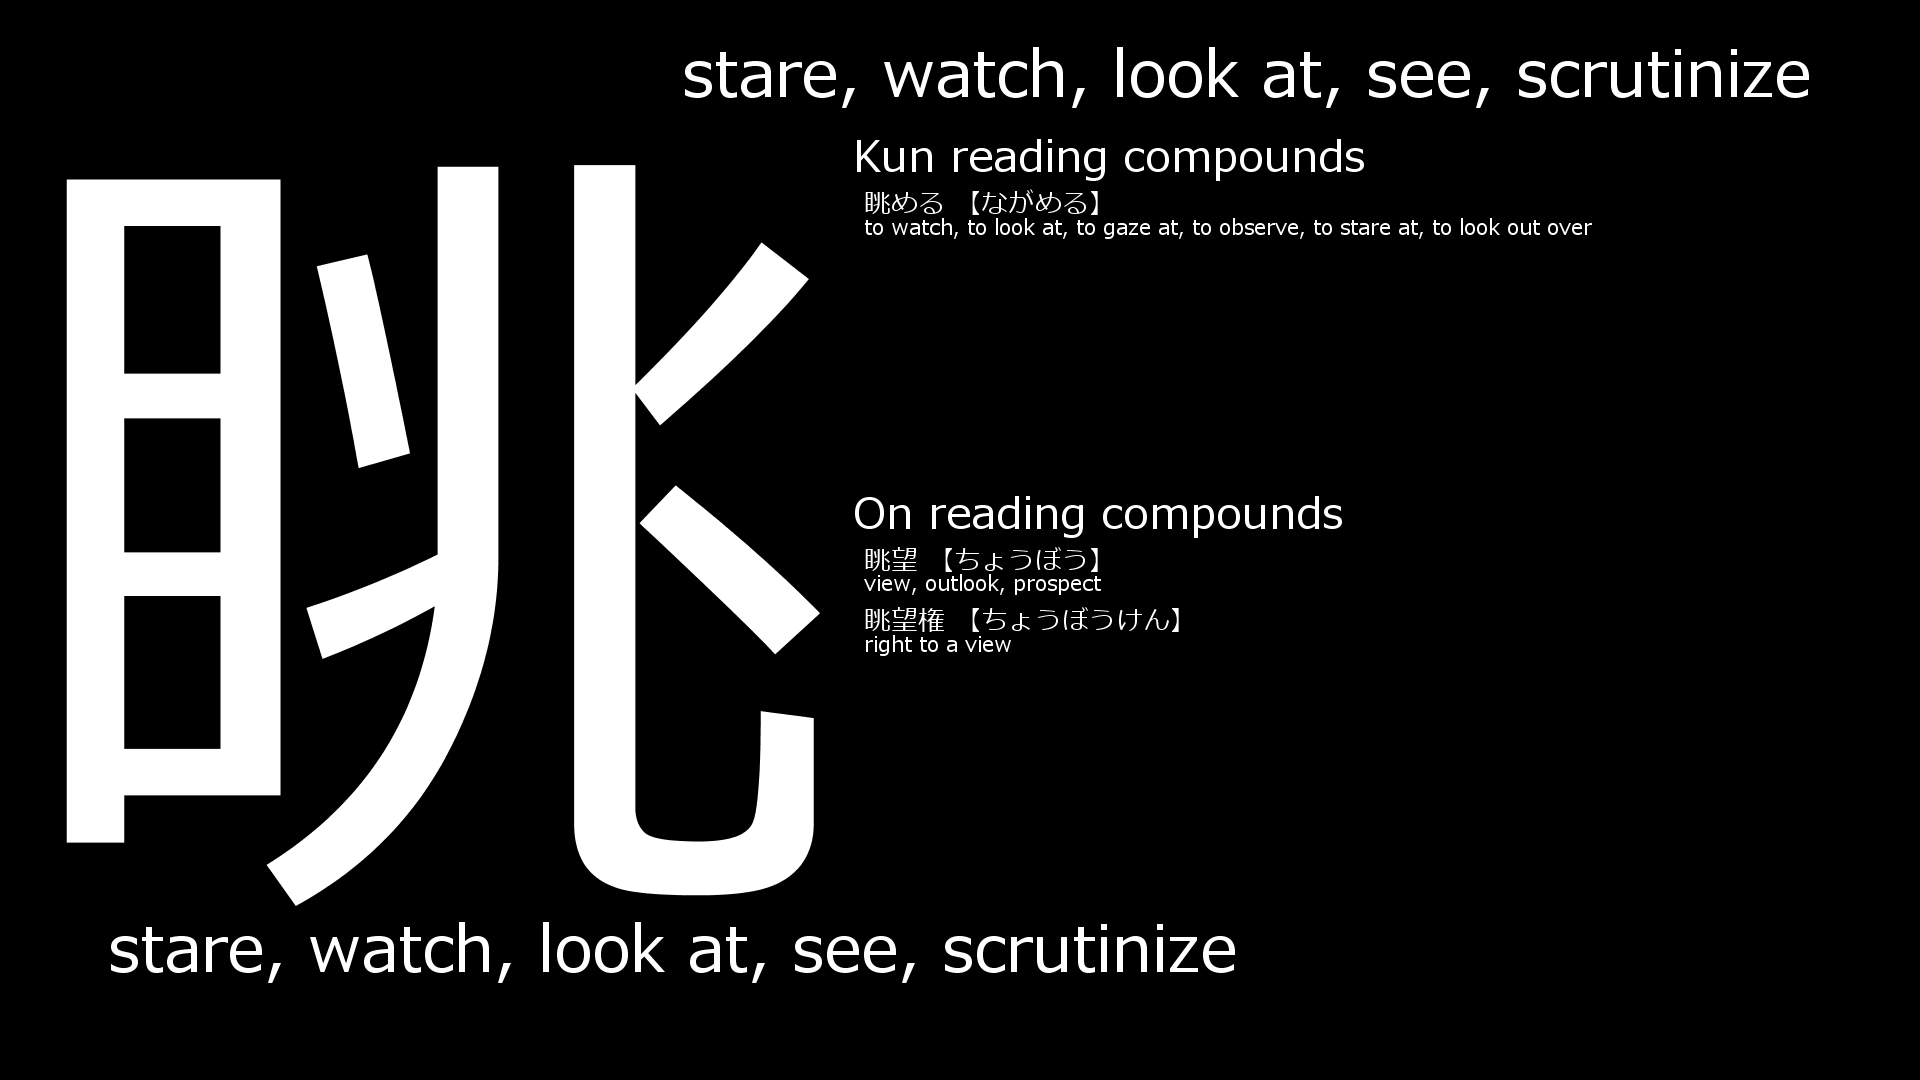 stare, watch, look at, see, scrutinize
眺
Kun reading compounds
眺める 【ながめる】
to watch, to look at, to gaze at, to observe, to stare at, to look out over
On reading compounds
眺望 【ちょうぼう】
view, outlook, prospect
眺望権 【ちょうぼうけん】
right to a view
stare, watch, look at, see, scrutinize